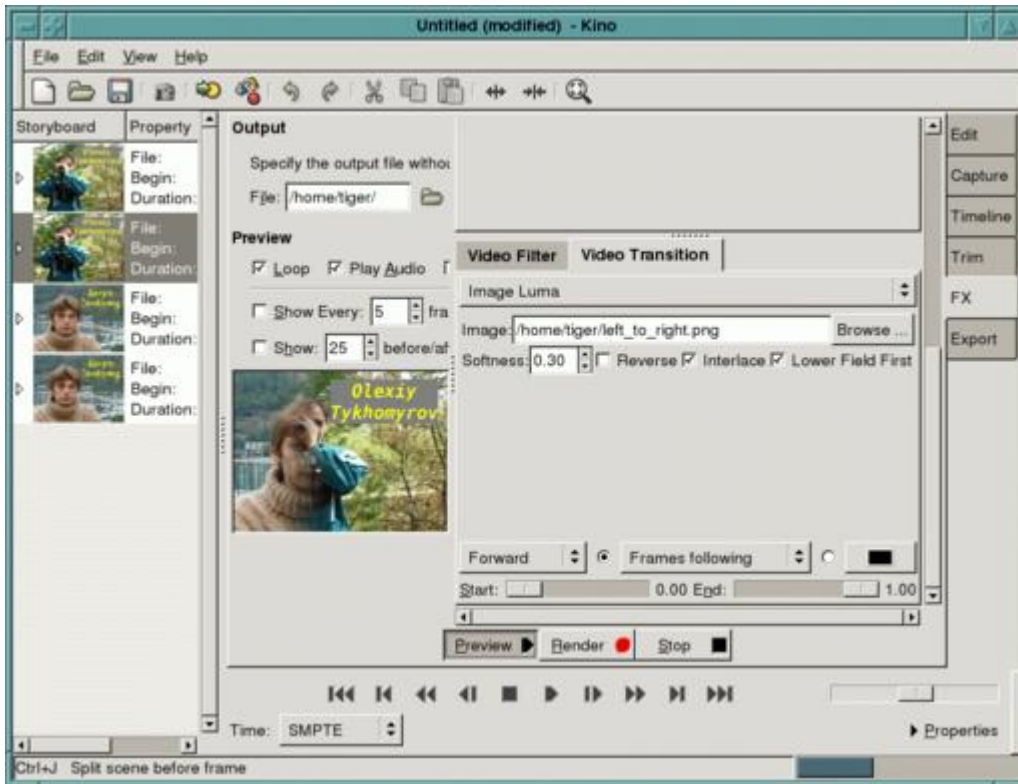 Untitled (modified) - Kino
File Edit View Help
Storyboard Property
File:
Begin:
Duration:
File:
Begin:
Duration:
File:
Begin:
Duration:
File:
Begin:
Duration:
Output
Specify the output file withou
File: /home/tiger/
Preview
Loop Play Audio
Show Every: 5 fra
Show: 25 before/af
Olexiy
Tykhomyrov
Video Filter Video Transition
Image Luma
Image: /home/tiger/left_to_right.png Browse ...
Softness: 0.30 Reverse Interlace Lower Field First
Forward Frames following
Start: 0.00 End: 1.00
Preview Render Stop
Edit
Capture
Timeline
Trim
FX
Export
Time: SMPTE
Properties
Ctrl+J Split scene before frame